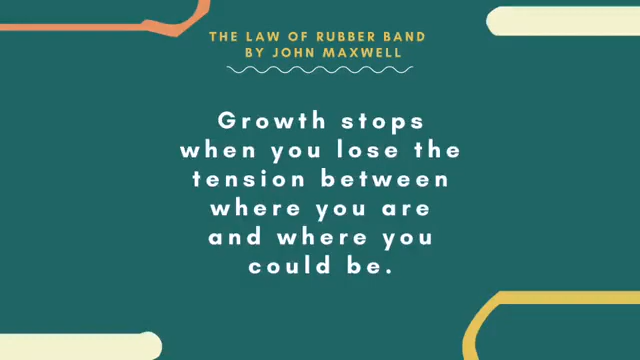 THE LAW OF RUBBER BAND
BY JOHN MAXWELL
Growth stops
when you lose the
tension between
where you are
and where you
could be.